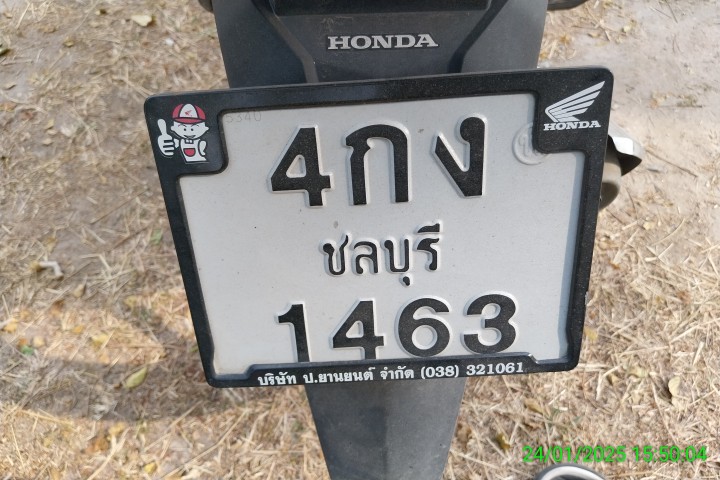 HONDA
HONDA
4กง
ชลบุรี
1463
บริษัท ป.ยานยนต์ จำกัด (038) 321061
24/01/2025 15:50:04